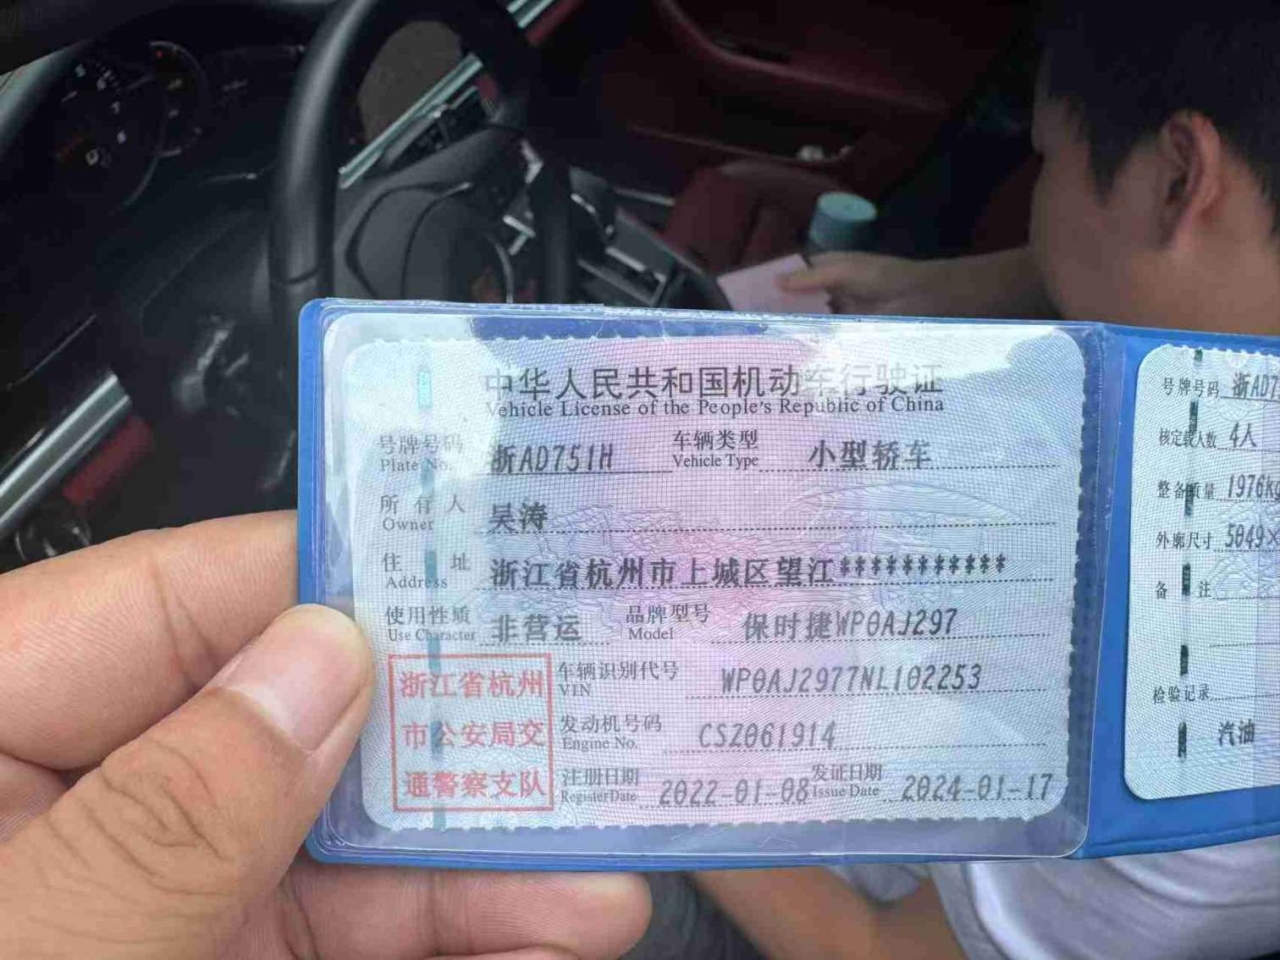 中华人民共和国机动车行驶证
Vehicle License of the People's Republic of China
号牌号码 浙AD751H 车辆类型 小型轿车
Plate No. Vehicle Type
所有人 吴涛
Owner
住址 浙江省杭州市上城区望江***********
Address
使用性质 非营运 品牌型号 保时捷WP0AJ297
Use Character Model
浙江省杭州
市公安局交
通警察支队
车辆识别代号 WP0AJ2977NL102253
VIN
发动机号码 CSZ061914
Engine No.
注册日期 2022-01-08 发证日期 2024-01-17
Register Date Issue Date
号牌号码 浙AD7
核定载人数 4人
整备质量 1976kg
外廓尺寸 5049×
备注
检验记录
汽油